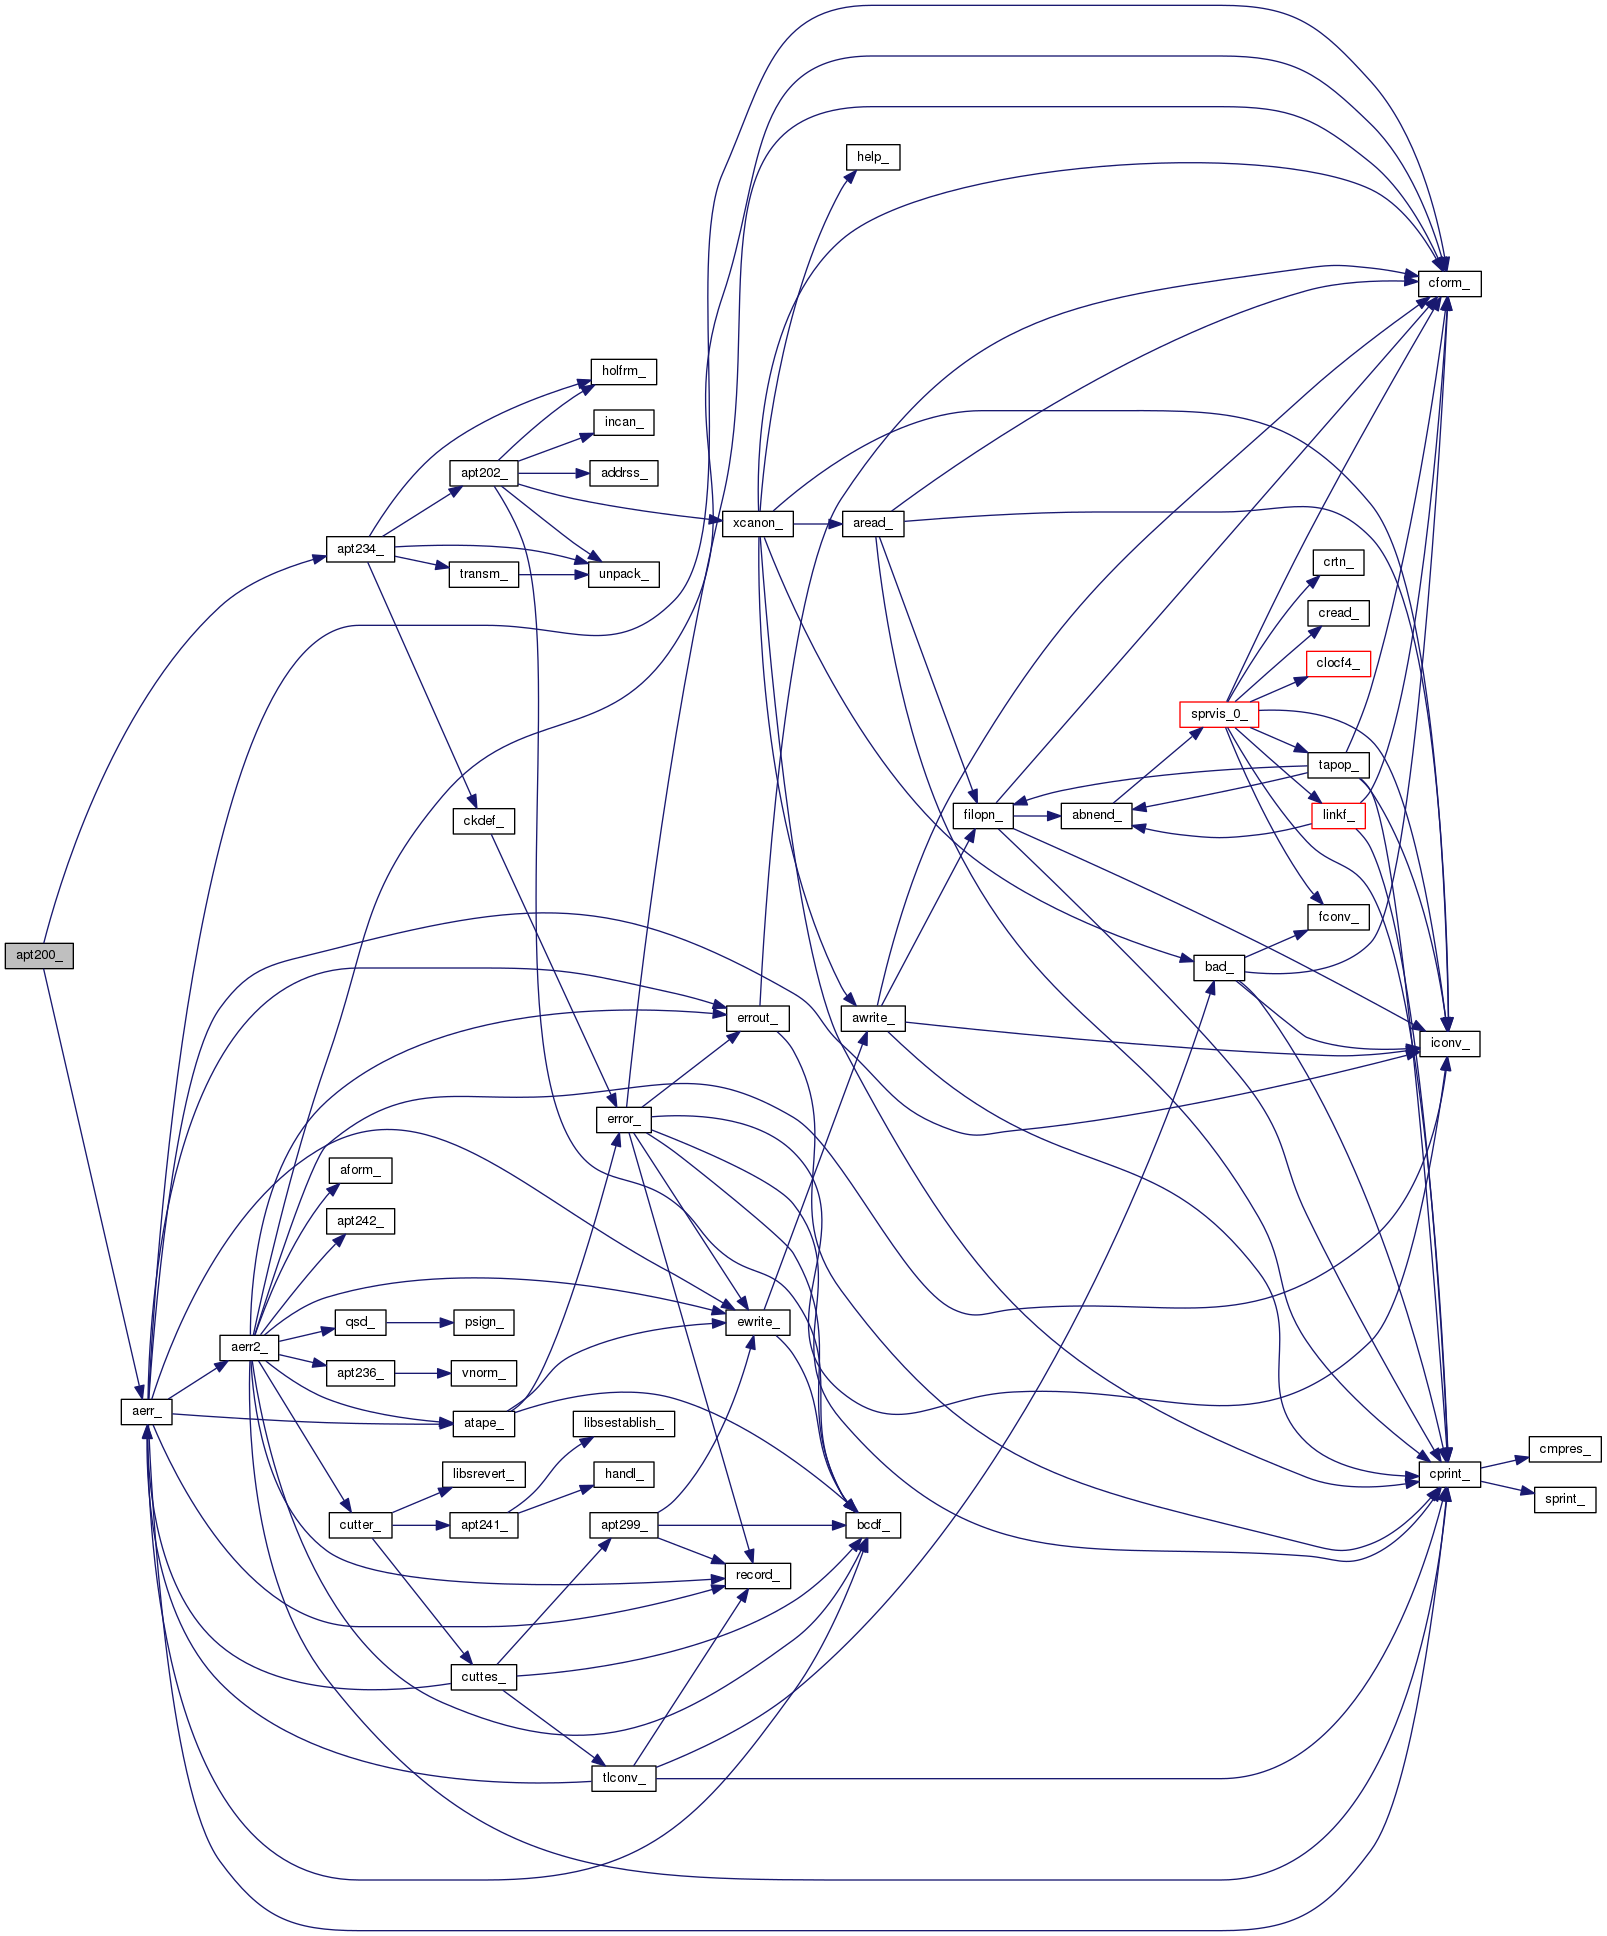 help_
cform_
holfrm_
incan_
apt202_
addrss_
xcanon_
aread_
apt234_
crtn_
transm_
unpack_
cread_
clocf4_
sprvis_0_
tapop_
ckdef_
filopn_
abnend_
linkf_
fconv_
apt200_
bad_
errout_
awrite_
iconv_
error_
aform_
apt242_
qsd_
psign_
ewrite_
aerr2_
apt236_
vnorm_
aerr_
atape_
libsestablish_
cmpres_
libsrevert_
handl_
cprint_
sprint_
cutter_
apt241_
apt299_
bcdf_
record_
cuttes_
tlconv_